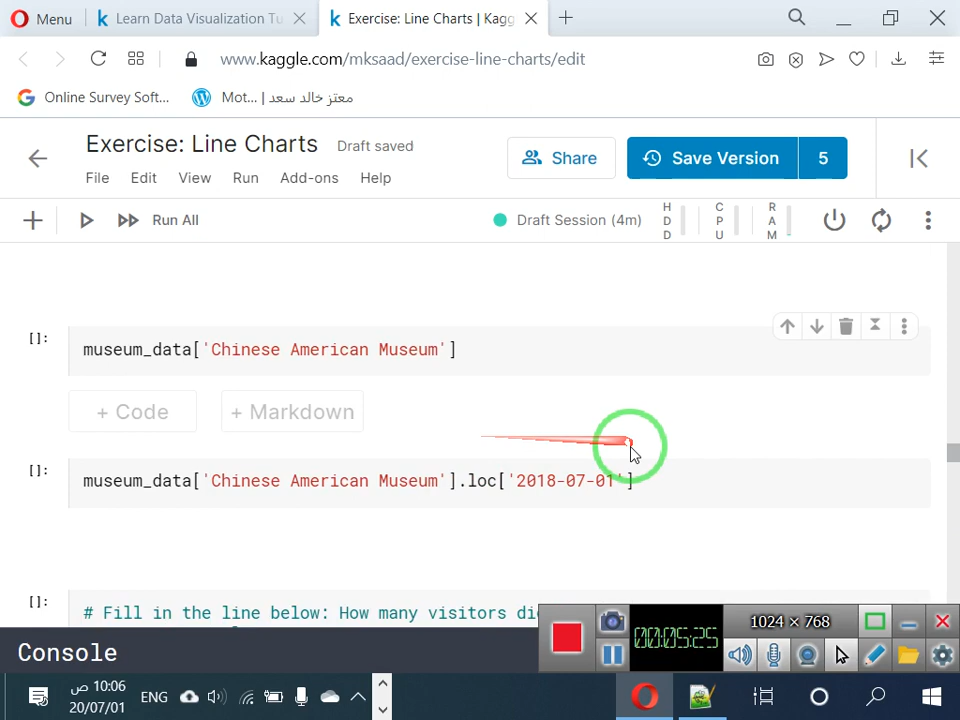 Menu
Learn Data Visualization Tu
Exercise: Line Charts | Kagg
www.kaggle.com/mksaad/exercise-line-charts/edit
Online Survey Soft...
Mot... | معتز خالد سعد
Exercise: Line Charts
Draft saved
Share
Save Version
5
File
Edit
View
Run
Add-ons
Help
Run All
Draft Session (4m)
HDD
CPU
RAM
[]:
museum_data['Chinese American Museum']
+ Code
+ Markdown
[]:
museum_data['Chinese American Museum'].loc['2018-07-01']
[]:
# Fill in the line below: How many visitors di
Console
00:05:25
1024 × 768
10:06 ص
20/07/01
ENG